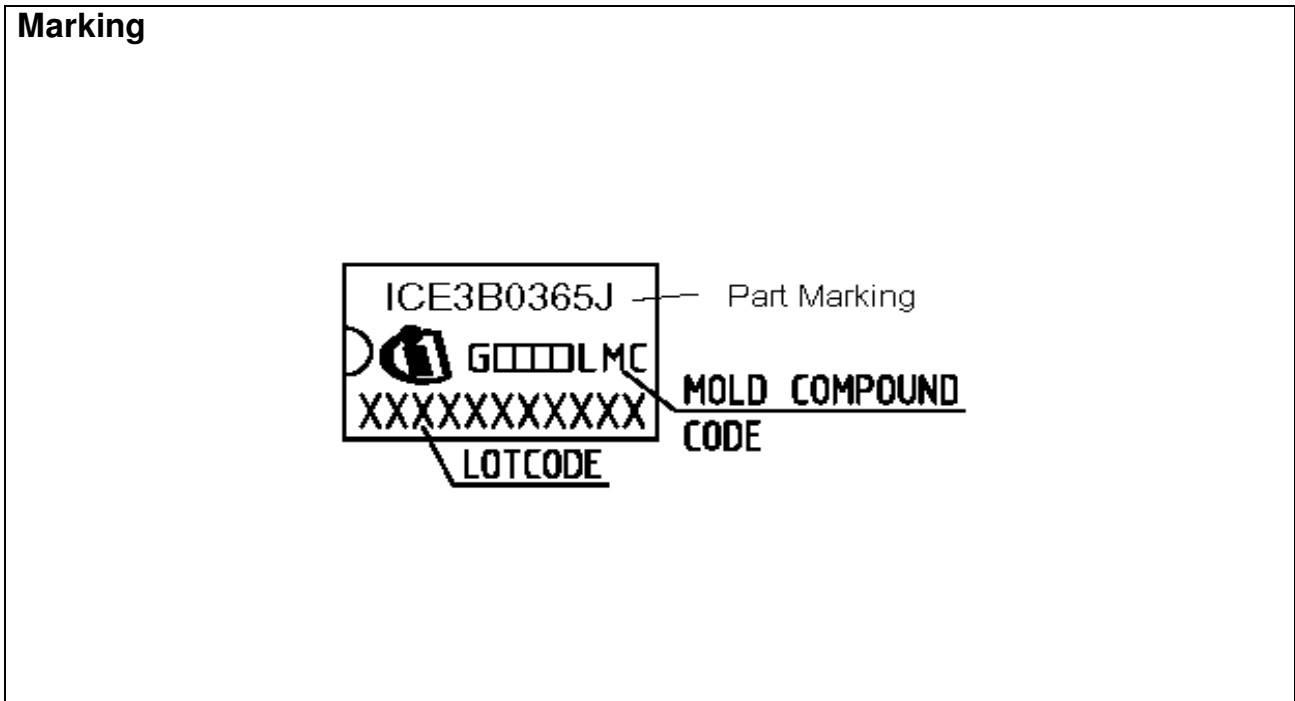 Marking
ICE3B0365J
Part Marking
G□□□□LMC
MOLD COMPOUND
CODE
XXXXXXXXXXX
LOTCODE